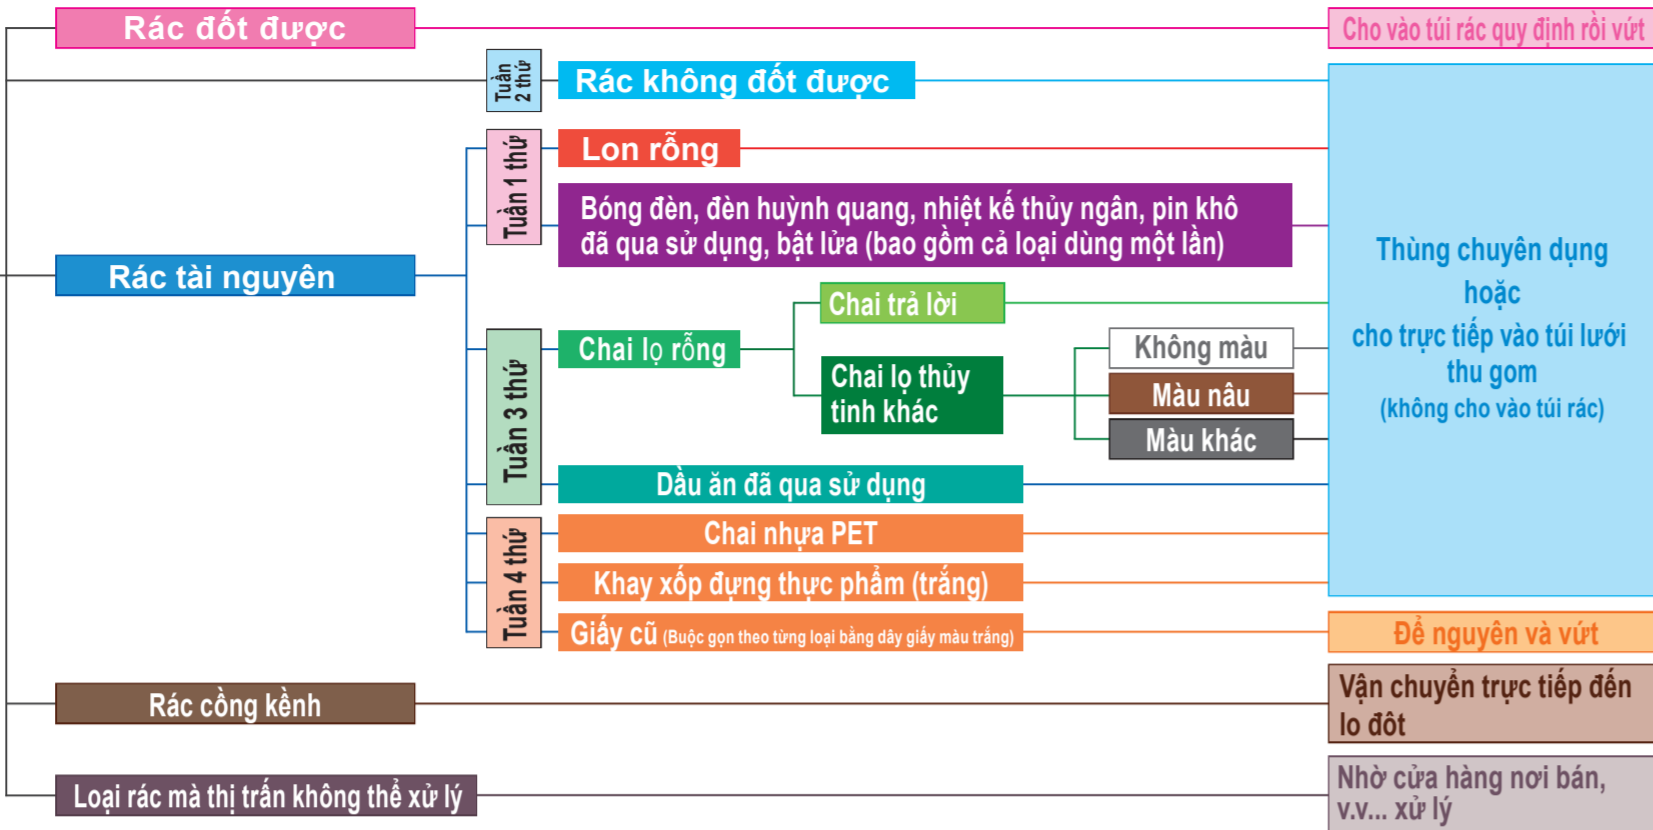 Rác đốt được
Cho vào túi rác quy định rồi vứt
Tuần
2 thứ
Rác không đốt được
Tuần 1 thứ
Lon rỗng
Bóng đèn, đèn huỳnh quang, nhiệt kế thủy ngân, pin khô
đã qua sử dụng, bật lửa (bao gồm cả loại dùng một lần)
Rác tài nguyên
Tuần 3 thứ
Chai lọ rỗng
Chai trả lời
Chai lọ thủy
tinh khác
Không màu
Màu nâu
Màu khác
Dầu ăn đã qua sử dụng
Thùng chuyên dụng
hoặc
cho trực tiếp vào túi lưới
thu gom
(không cho vào túi rác)
Tuần 4 thứ
Chai nhựa PET
Khay xốp đựng thực phẩm (trắng)
Giấy cũ (Buộc gọn theo từng loại bằng dây giấy màu trắng)
Để nguyên và vứt
Rác cồng kềnh
Vận chuyển trực tiếp đến
lo đôt
Loại rác mà thị trấn không thể xử lý
Nhờ cửa hàng nơi bán,
v.v... xử lý